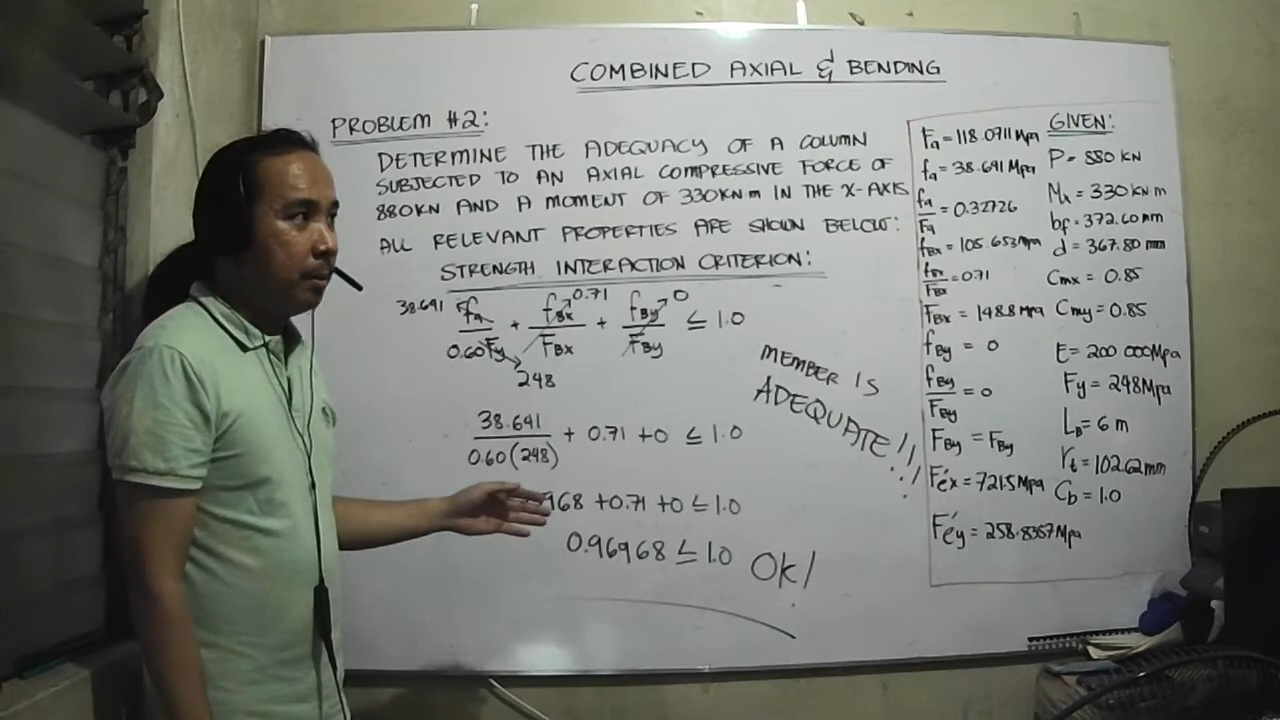 COMBINED AXIAL & BENDING
PROBLEM #2:
DETERMINE THE ADEQUACY OF A COLUMN
SUBJECTED TO AN AXIAL COMPRESSIVE FORCE OF
880KN AND A MOMENT OF 330KN·m IN THE X-AXIS
ALL RELEVANT PROPERTIES ARE SHOWN BELOW:
STRENGTH INTERACTION CRITERION:
38.691 fa/0.60Fy + fBx/FBx + fBy/FBy ≤ 1.0
0.71
0
248
38.691/0.60(248) + 0.71 + 0 ≤ 1.0
968 + 0.71 + 0 ≤ 1.0
0.96968 ≤ 1.0 Ok!
MEMBER IS
ADEQUATE!!!
Fa = 118.0711 Mpa
fa = 38.691 Mpa
fa/Fa = 0.32726
fBx = 105.653 Mpa
fBx/FBx = 0.71
FBx = 148.8 Mpa
fBy = 0
fBy/FBy = 0
FBy = FBy
F'ex = 721.5 Mpa
F'ey = 258.8357 Mpa
GIVEN:
P = 880 KN
Mx = 330 KN·m
bf = 372.60 mm
d = 367.80 mm
Cmx = 0.85
Cmy = 0.85
E = 200 000 Mpa
Fy = 248 Mpa
LB = 6 m
rt = 102.62 mm
Cb = 1.0